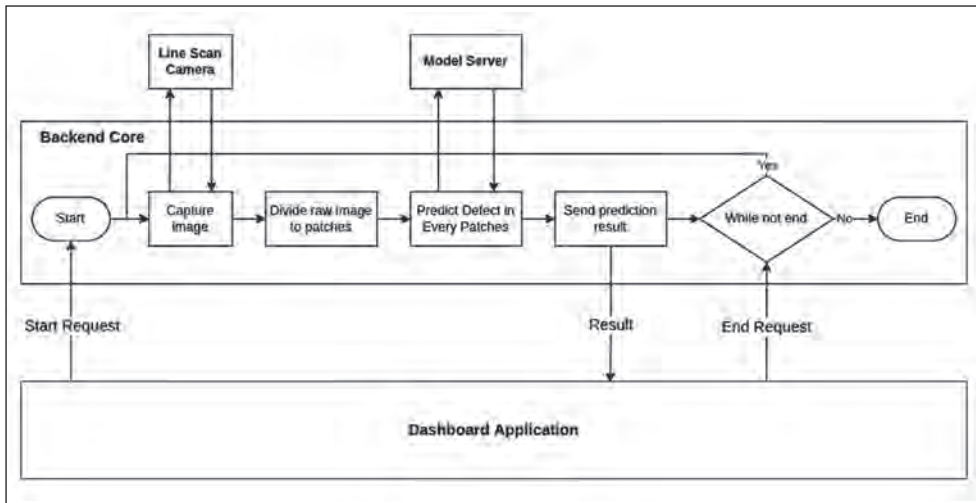 Line Scan
Camera
Model Server
Backend Core
Yes
Start
Capture
Image
Divide raw image
to patches
Predict Defect in
Every Patches
Send prediction
result
While not end
No
End
Start Request
Result
End Request
Dashboard Application